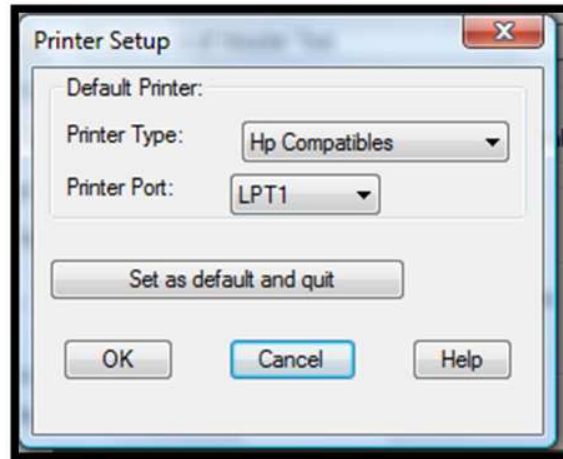 Printer Setup
Default Printer:
Printer Type: Hp Compatibles
Printer Port: LPT1
Set as default and quit
OK Cancel Help